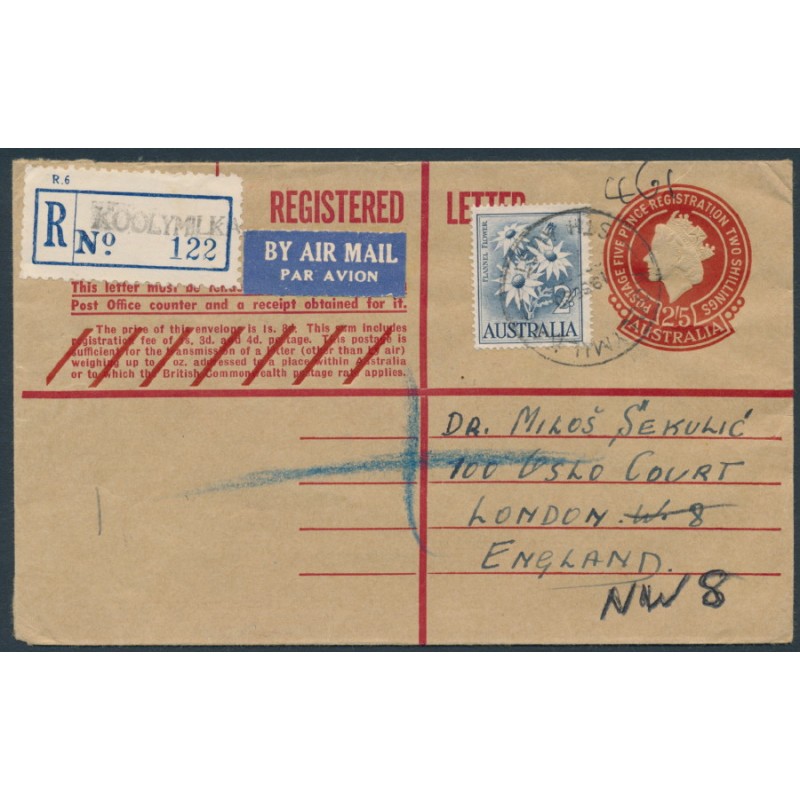 R.6
R No 122
KOOLYMILKA
REGISTERED LETTER
BY AIR MAIL
PAR AVION
This letter must be
Post Office counter and a receipt obtained for it.
The price of this envelope is 1s. 8d. This sum includes
registration fee of 1s. 3d. and 4d. postage. This postage is
sufficient for the transmission of a letter (other than by air)
weighing up to oz. addressed to a place within Australia
or to which the British Commonwealth postage rate applies.
FLANNEL FLOWER
2/-
AUSTRALIA
POSTAGE FIVE PENCE REGISTRATION TWO SHILLINGS
2/5
AUSTRALIA
STH
DR. MILOŠ ŠEKULIĆ
100 OSLO COURT
LONDON. W. 8
ENGLAND.
NW 8